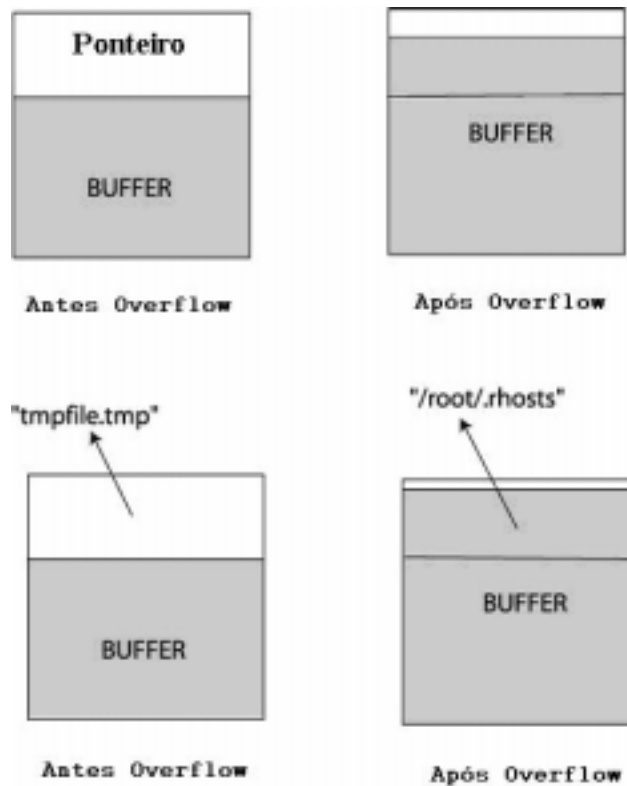 Ponteiro
BUFFER
BUFFER
Antes Overflow
Após Overflow
"tmpfile.tmp"
"/root/.rhosts"
BUFFER
BUFFER
Antes Overflow
Após Overflow